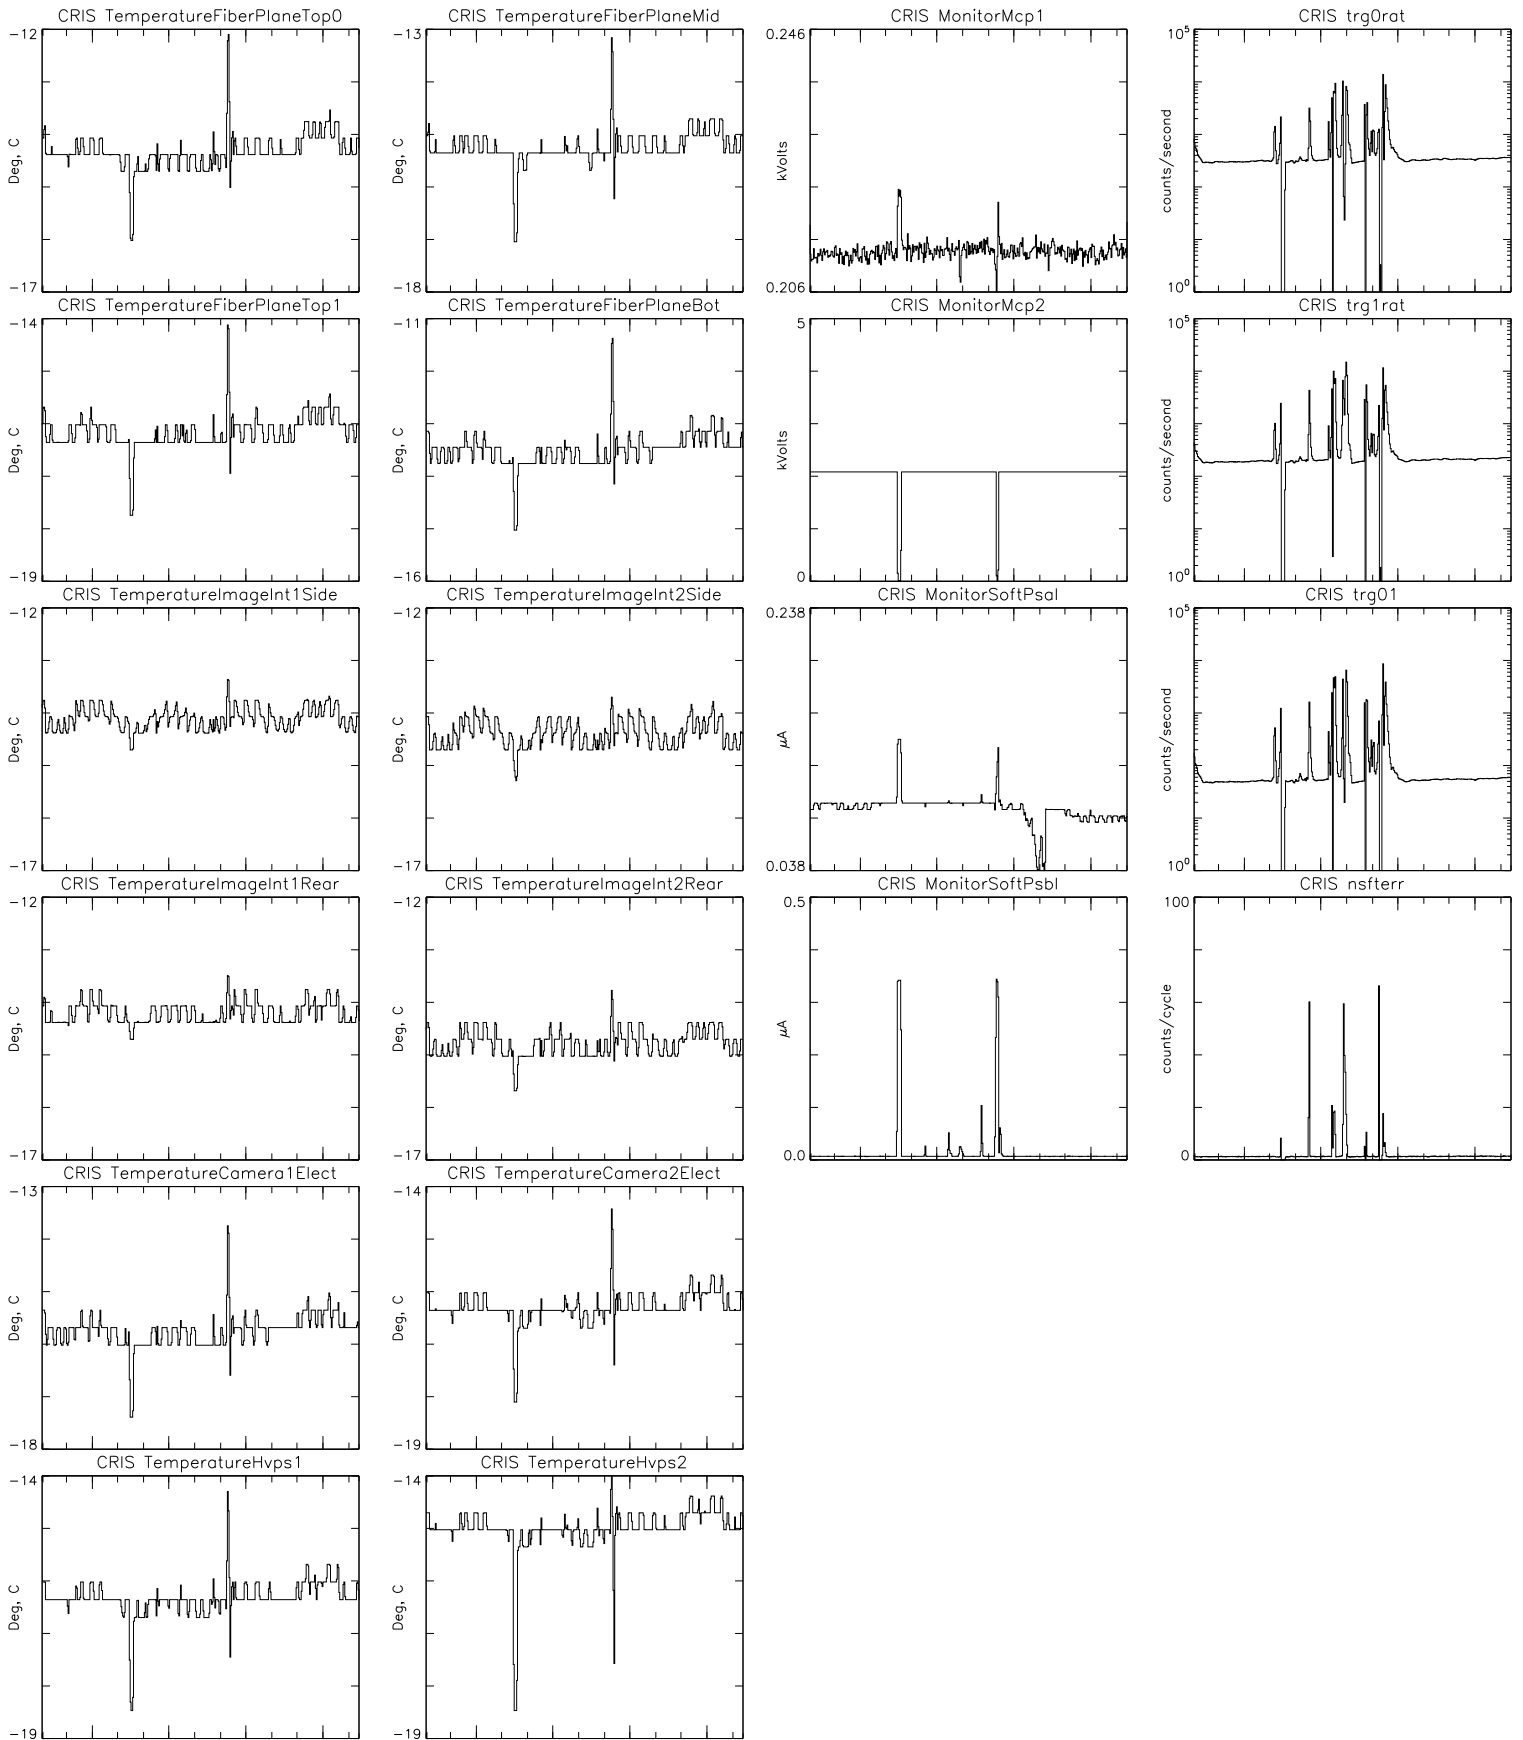 CRIS TemperatureFiberPlaneTop0
-12
Deg, C
-17
CRIS TemperatureFiberPlaneMid
-13
Deg, C
-18
CRIS MonitorMcp1
0.246
kVolts
0.206
CRIS trg0rat
10^5
counts/second
10^0
CRIS TemperatureFiberPlaneTop1
-14
Deg, C
-19
CRIS TemperatureFiberPlaneBot
-11
Deg, C
-16
CRIS MonitorMcp2
5
kVolts
0
CRIS trg1rat
10^5
counts/second
10^0
CRIS TemperatureImageInt1Side
-12
Deg, C
-17
CRIS TemperatureImageInt2Side
-12
Deg, C
-17
CRIS MonitorSoftPsaI
0.238
μA
0.038
CRIS trg01
10^5
counts/second
10^0
CRIS TemperatureImageInt1Rear
-12
Deg, C
-17
CRIS TemperatureImageInt2Rear
-12
Deg, C
-17
CRIS MonitorSoftPsbI
0.5
μA
0.0
CRIS nsfterr
100
counts/cycle
0
CRIS TemperatureCamera1Elect
-13
Deg, C
-18
CRIS TemperatureCamera2Elect
-14
Deg, C
-19
CRIS TemperatureHvps1
-14
Deg, C
-19
CRIS TemperatureHvps2
-14
Deg, C
-19